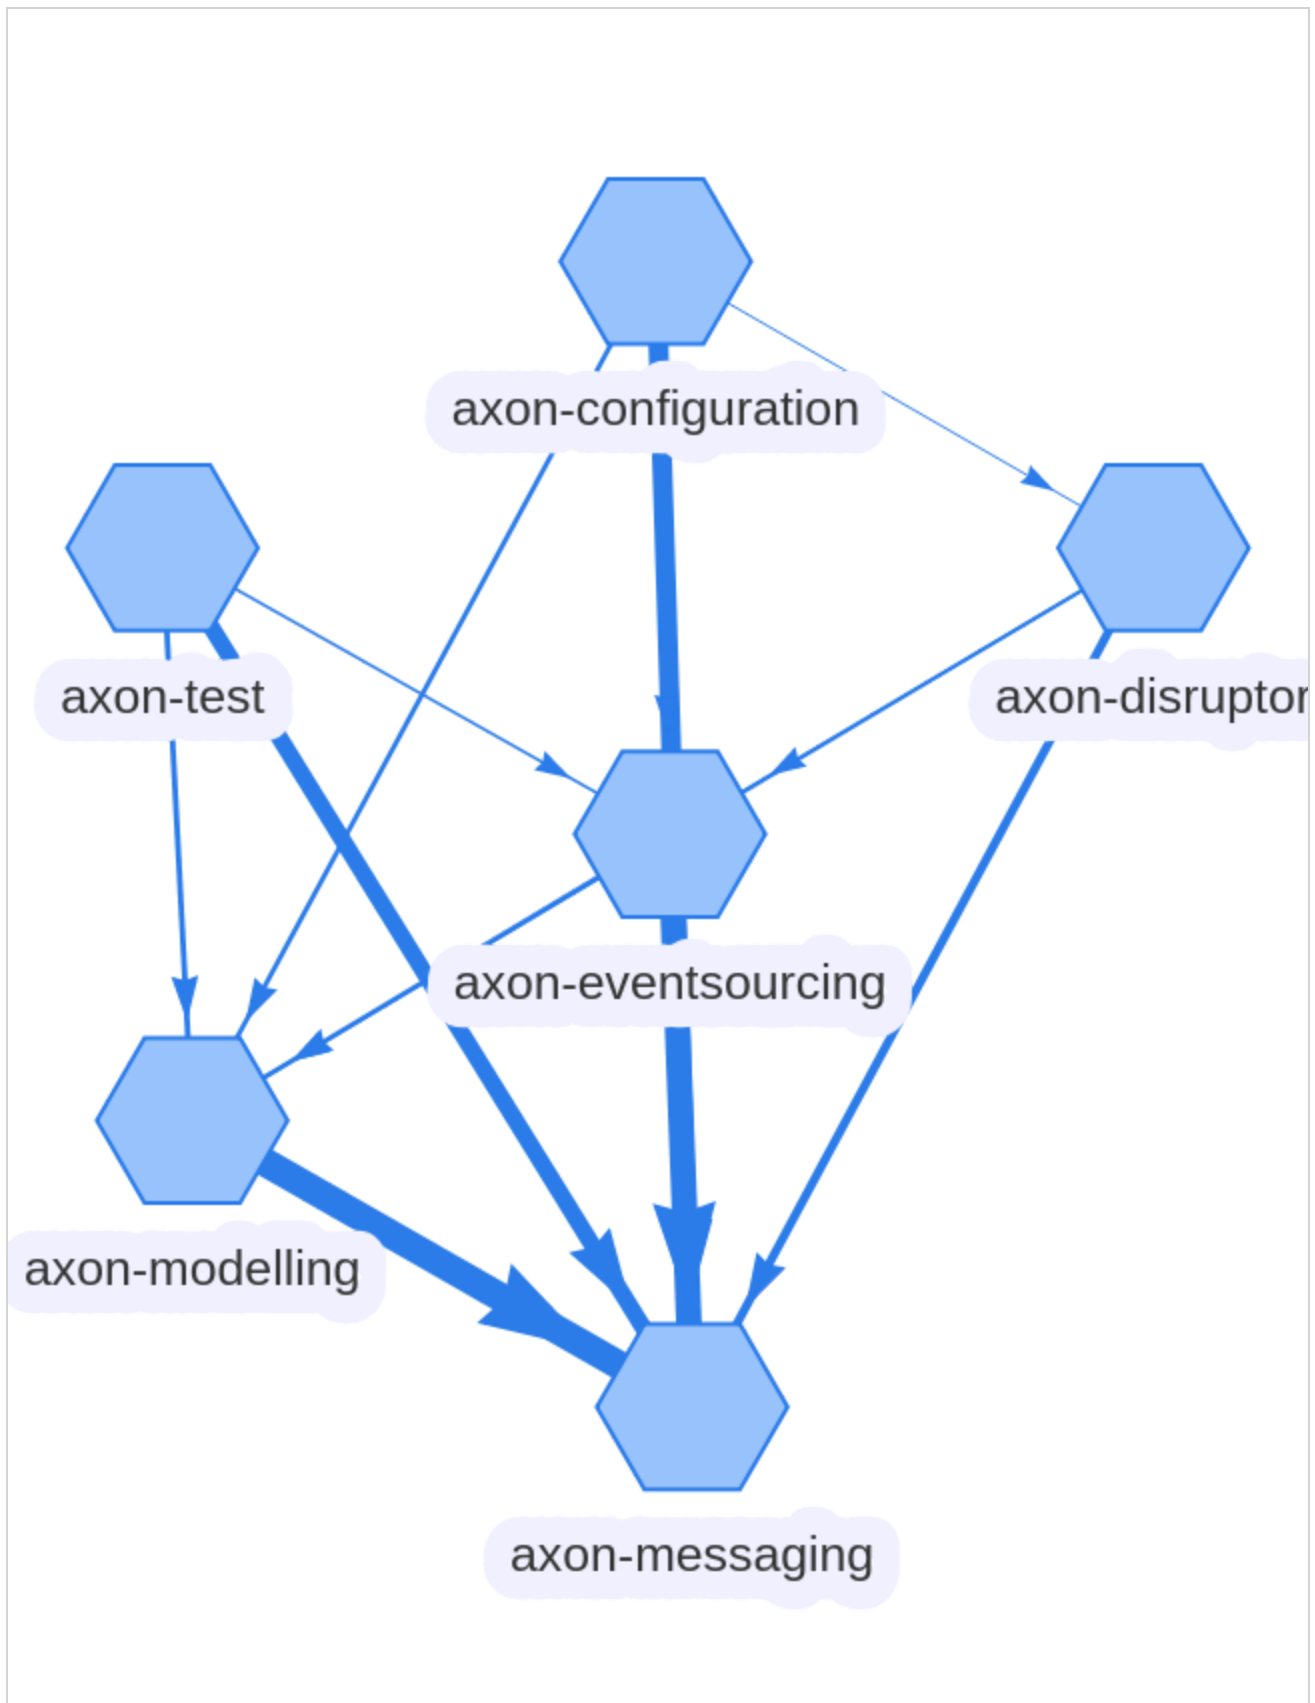 axon-configuration
axon-test
axon-disruptor
axon-eventsourcing
axon-modelling
axon-messaging